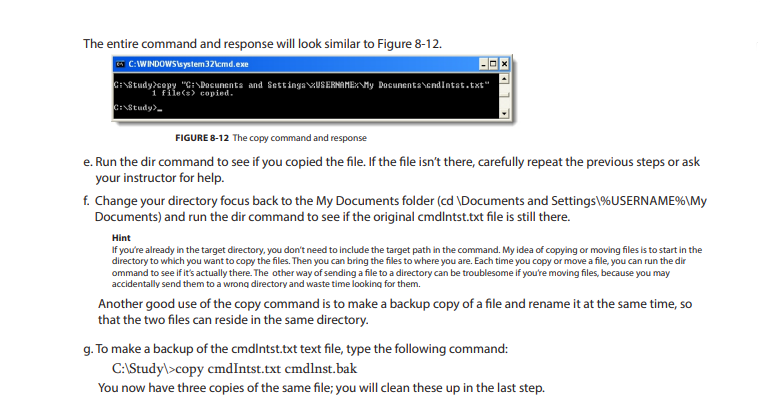 The entire command and response will look similar to Figure 8-12.
C:\WINDOWS\system32\cmd.exe
C:\Study>copy "C:\Documents and Settings\%USERNAME%\My Documents\cmdIntst.txt"
1 file(s) copied.
C:\Study>_
FIGURE 8-12 The copy command and response
e. Run the dir command to see if you copied the file. If the file isn't there, carefully repeat the previous steps or ask
your instructor for help.
f. Change your directory focus back to the My Documents folder (cd \Documents and Settings\%USERNAME%\My
Documents) and run the dir command to see if the original cmdlntst.txt file is still there.
Hint
If you're already in the target directory, you don't need to include the target path in the command. My idea of copying or moving files is to start in the
directory to which you want to copy the files. Then you can bring the files to where you are. Each time you copy or move a file, you can run the dir
ommand to see if it's actually there. The other way of sending a file to a directory can be troublesome if you're moving files, because you may
accidentally send them to a wrong directory and waste time looking for them.
Another good use of the copy command is to make a backup copy of a file and rename it at the same time, so
that the two files can reside in the same directory.
g. To make a backup of the cmdlntst.txt text file, type the following command:
C:\Study\>copy cmdIntst.txt cmdlnst.bak
You now have three copies of the same file; you will clean these up in the last step.